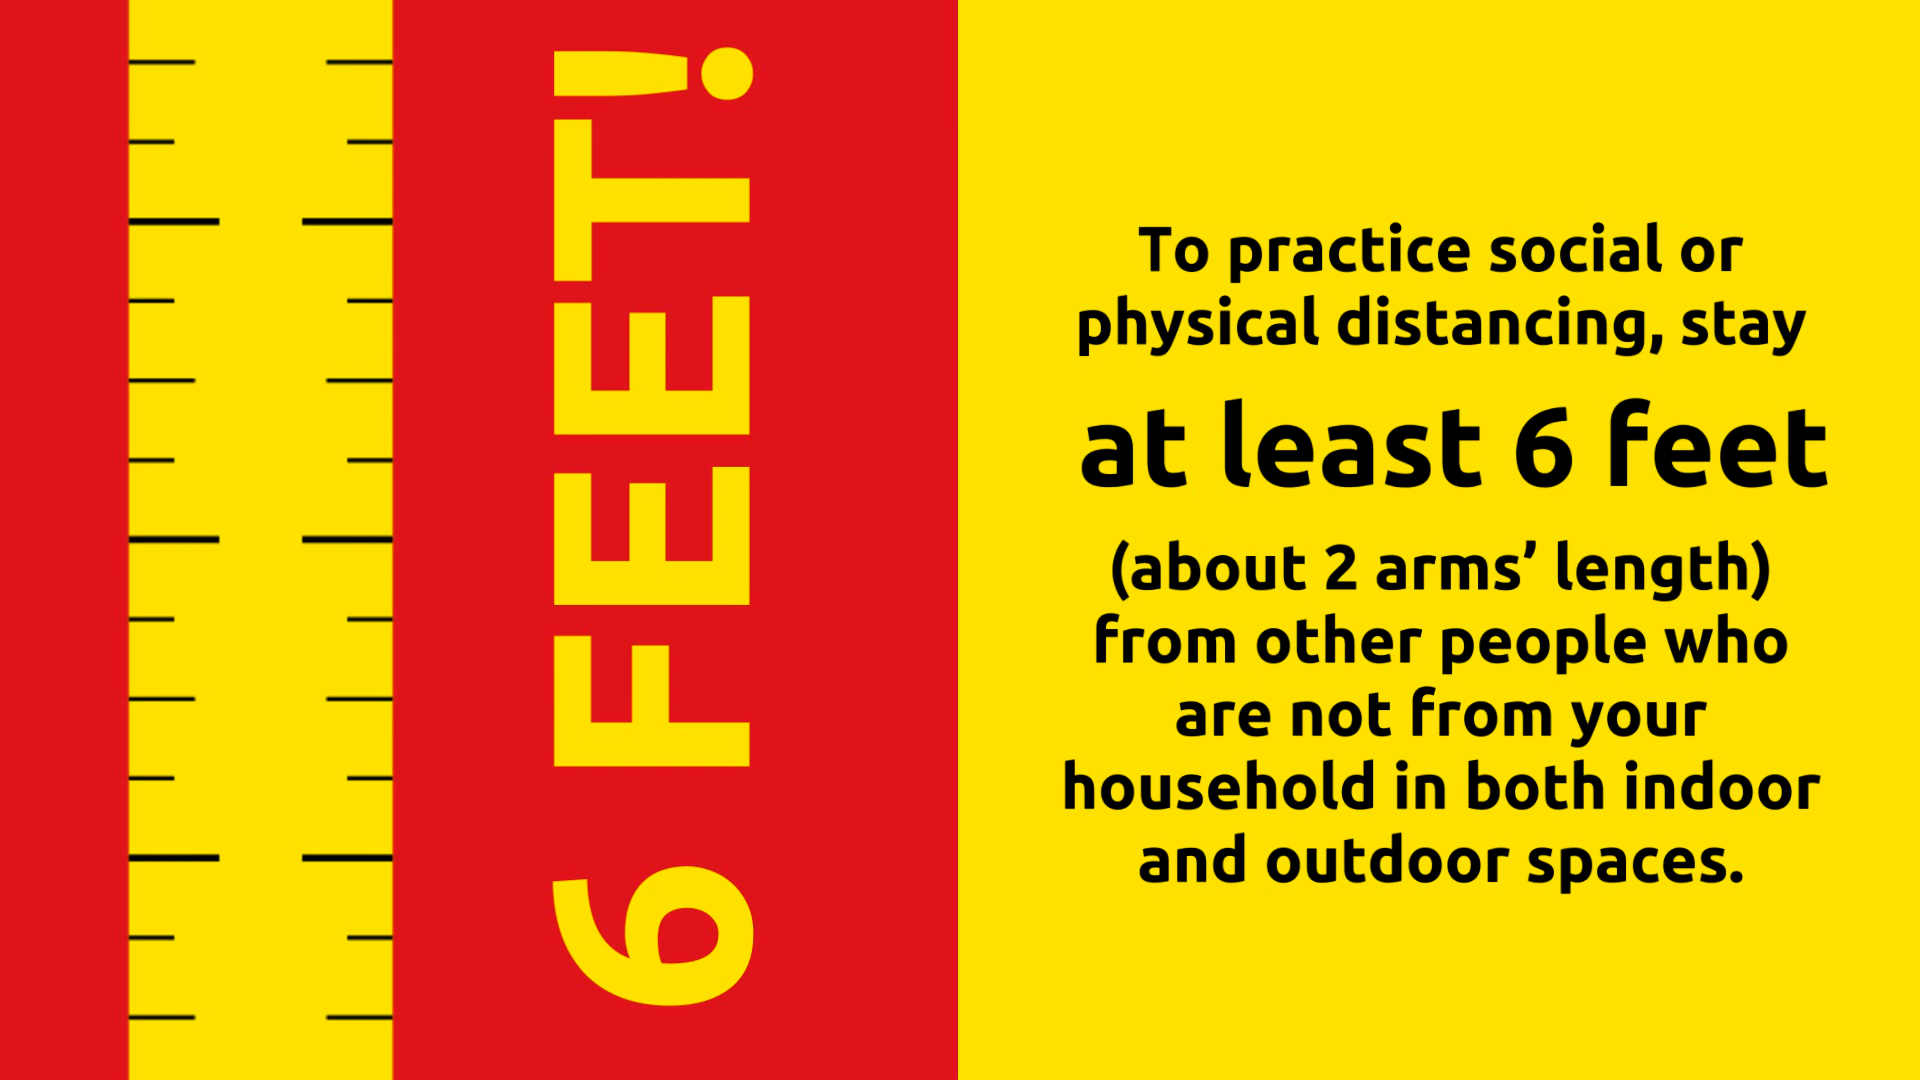 6 FEET!
To practice social or
physical distancing, stay
at least 6 feet
(about 2 arms’ length)
from other people who
are not from your
household in both indoor
and outdoor spaces.